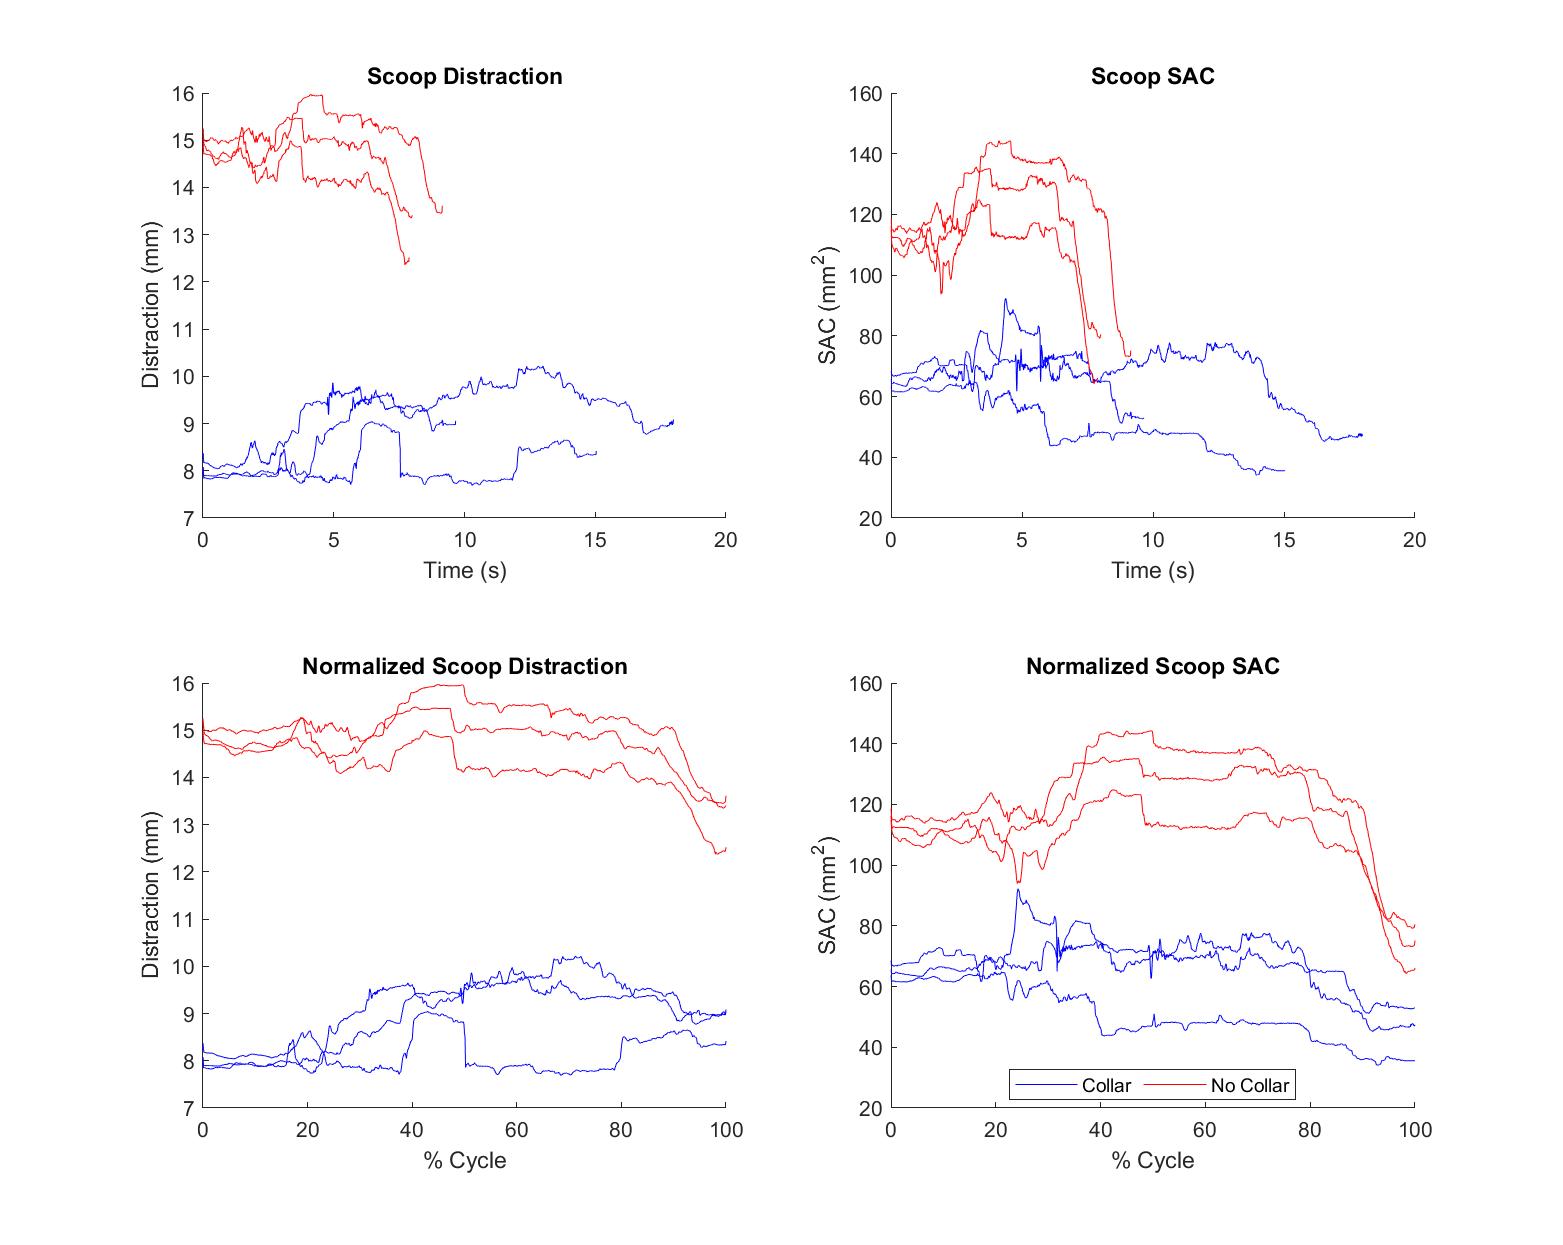 Scoop Distraction
16
15
14
13
12
11
10
9
8
7
Distraction (mm)
0 5 10 15 20
Time (s)
Scoop SAC
160
140
120
100
80
60
40
20
SAC (mm²)
0 5 10 15 20
Time (s)
Normalized Scoop Distraction
16
15
14
13
12
11
10
9
8
7
Distraction (mm)
0 20 40 60 80 100
% Cycle
Normalized Scoop SAC
160
140
120
100
80
60
40
20
SAC (mm²)
Collar No Collar
0 20 40 60 80 100
% Cycle